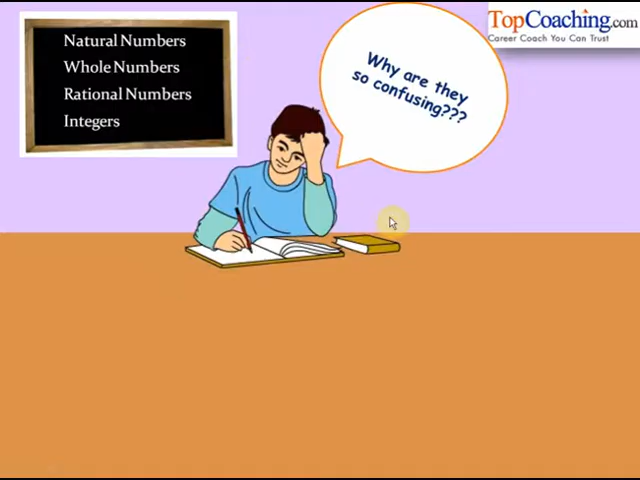 Natural Numbers
Whole Numbers
Rational Numbers
Integers
Why are they
so confusing???
TopCoaching.com
Career Coach You Can Trust